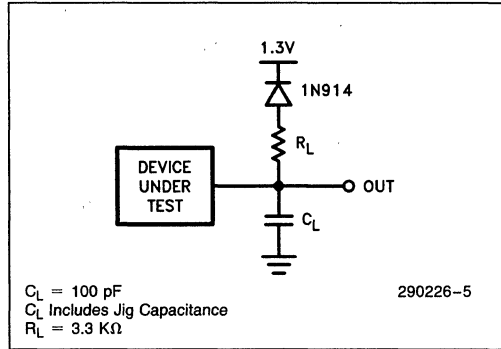 1.3V
1N914
R_L
DEVICE
UNDER
TEST
OUT
C_L
C_L = 100 pF
290226-5
C_L Includes Jig Capacitance
R_L = 3.3 KΩ